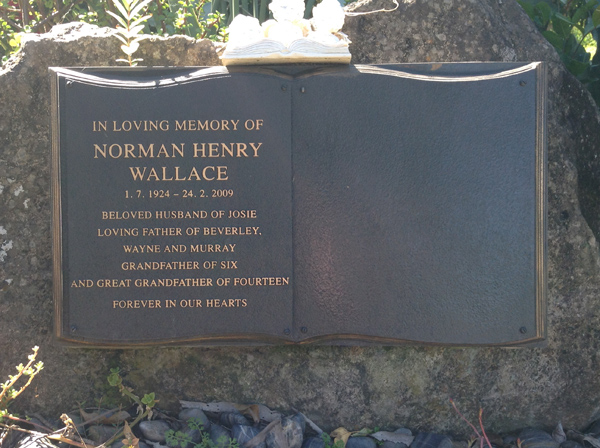 IN LOVING MEMORY OF
NORMAN HENRY
WALLACE
1. 7. 1924 – 24. 2. 2009
BELOVED HUSBAND OF JOSIE
LOVING FATHER OF BEVERLEY,
WAYNE AND MURRAY
GRANDFATHER OF SIX
AND GREAT GRANDFATHER OF FOURTEEN
FOREVER IN OUR HEARTS